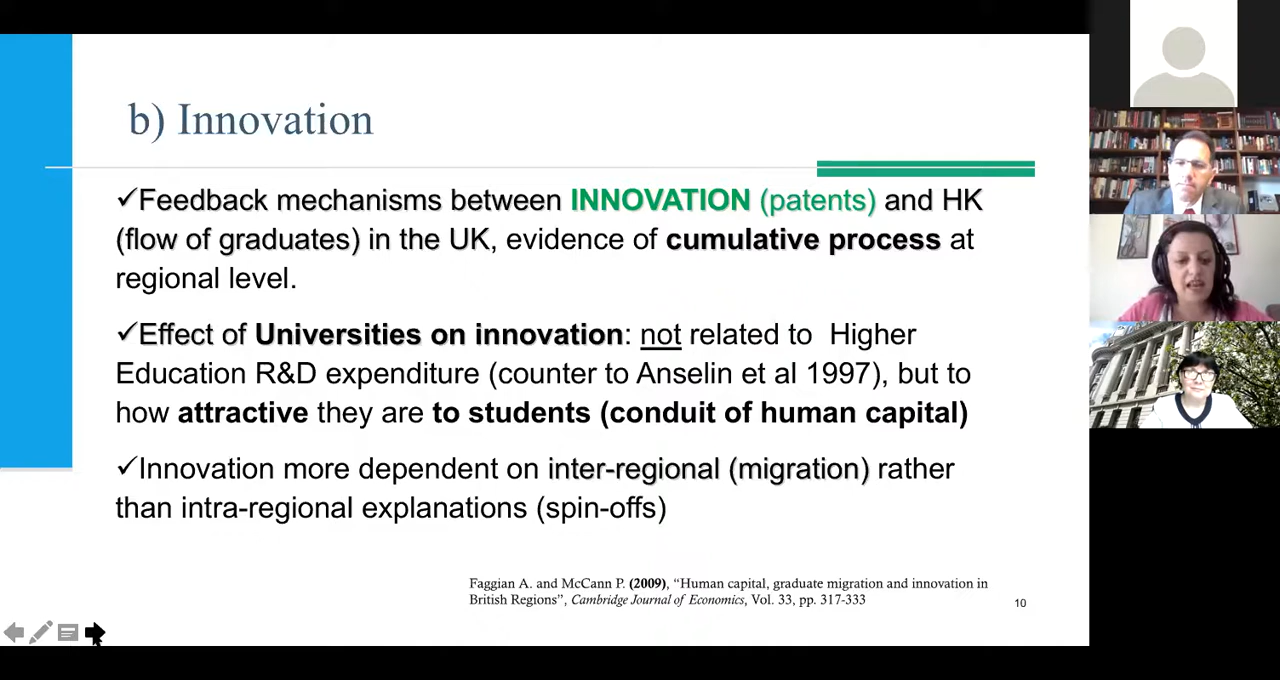 b) Innovation
✓Feedback mechanisms between INNOVATION (patents) and HK
(flow of graduates) in the UK, evidence of cumulative process at
regional level.
✓Effect of Universities on innovation: not related to Higher
Education R&D expenditure (counter to Anselin et al 1997), but to
how attractive they are to students (conduit of human capital)
✓Innovation more dependent on inter-regional (migration) rather
than intra-regional explanations (spin-offs)
Faggian A. and McCann P. (2009), “Human capital, graduate migration and innovation in
British Regions”, Cambridge Journal of Economics, Vol. 33, pp. 317-333
10